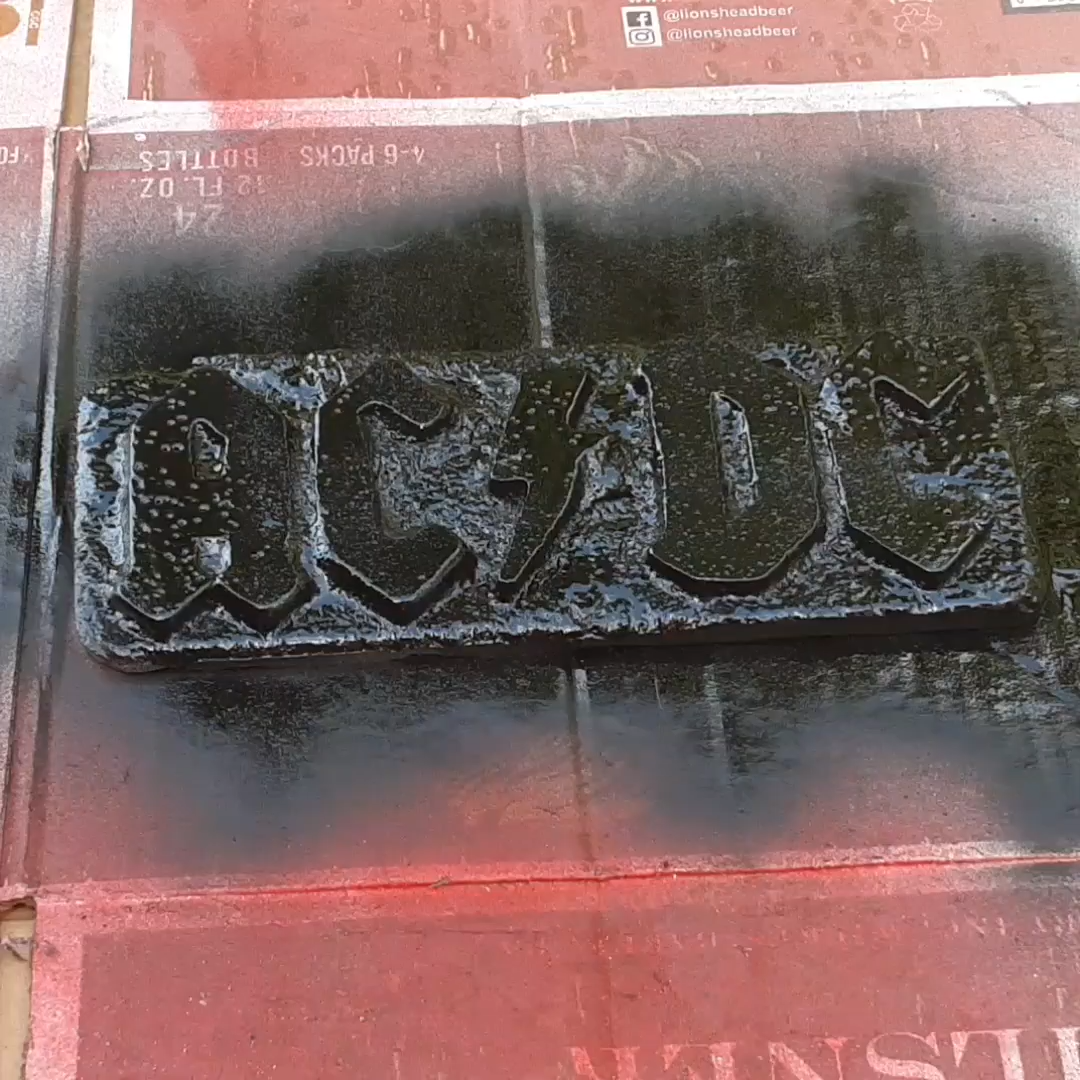 @lionsheadbeer
@lionsheadbeer
4-6 PACKS BOTTLES
12 FL. OZ.
24
AC/DC